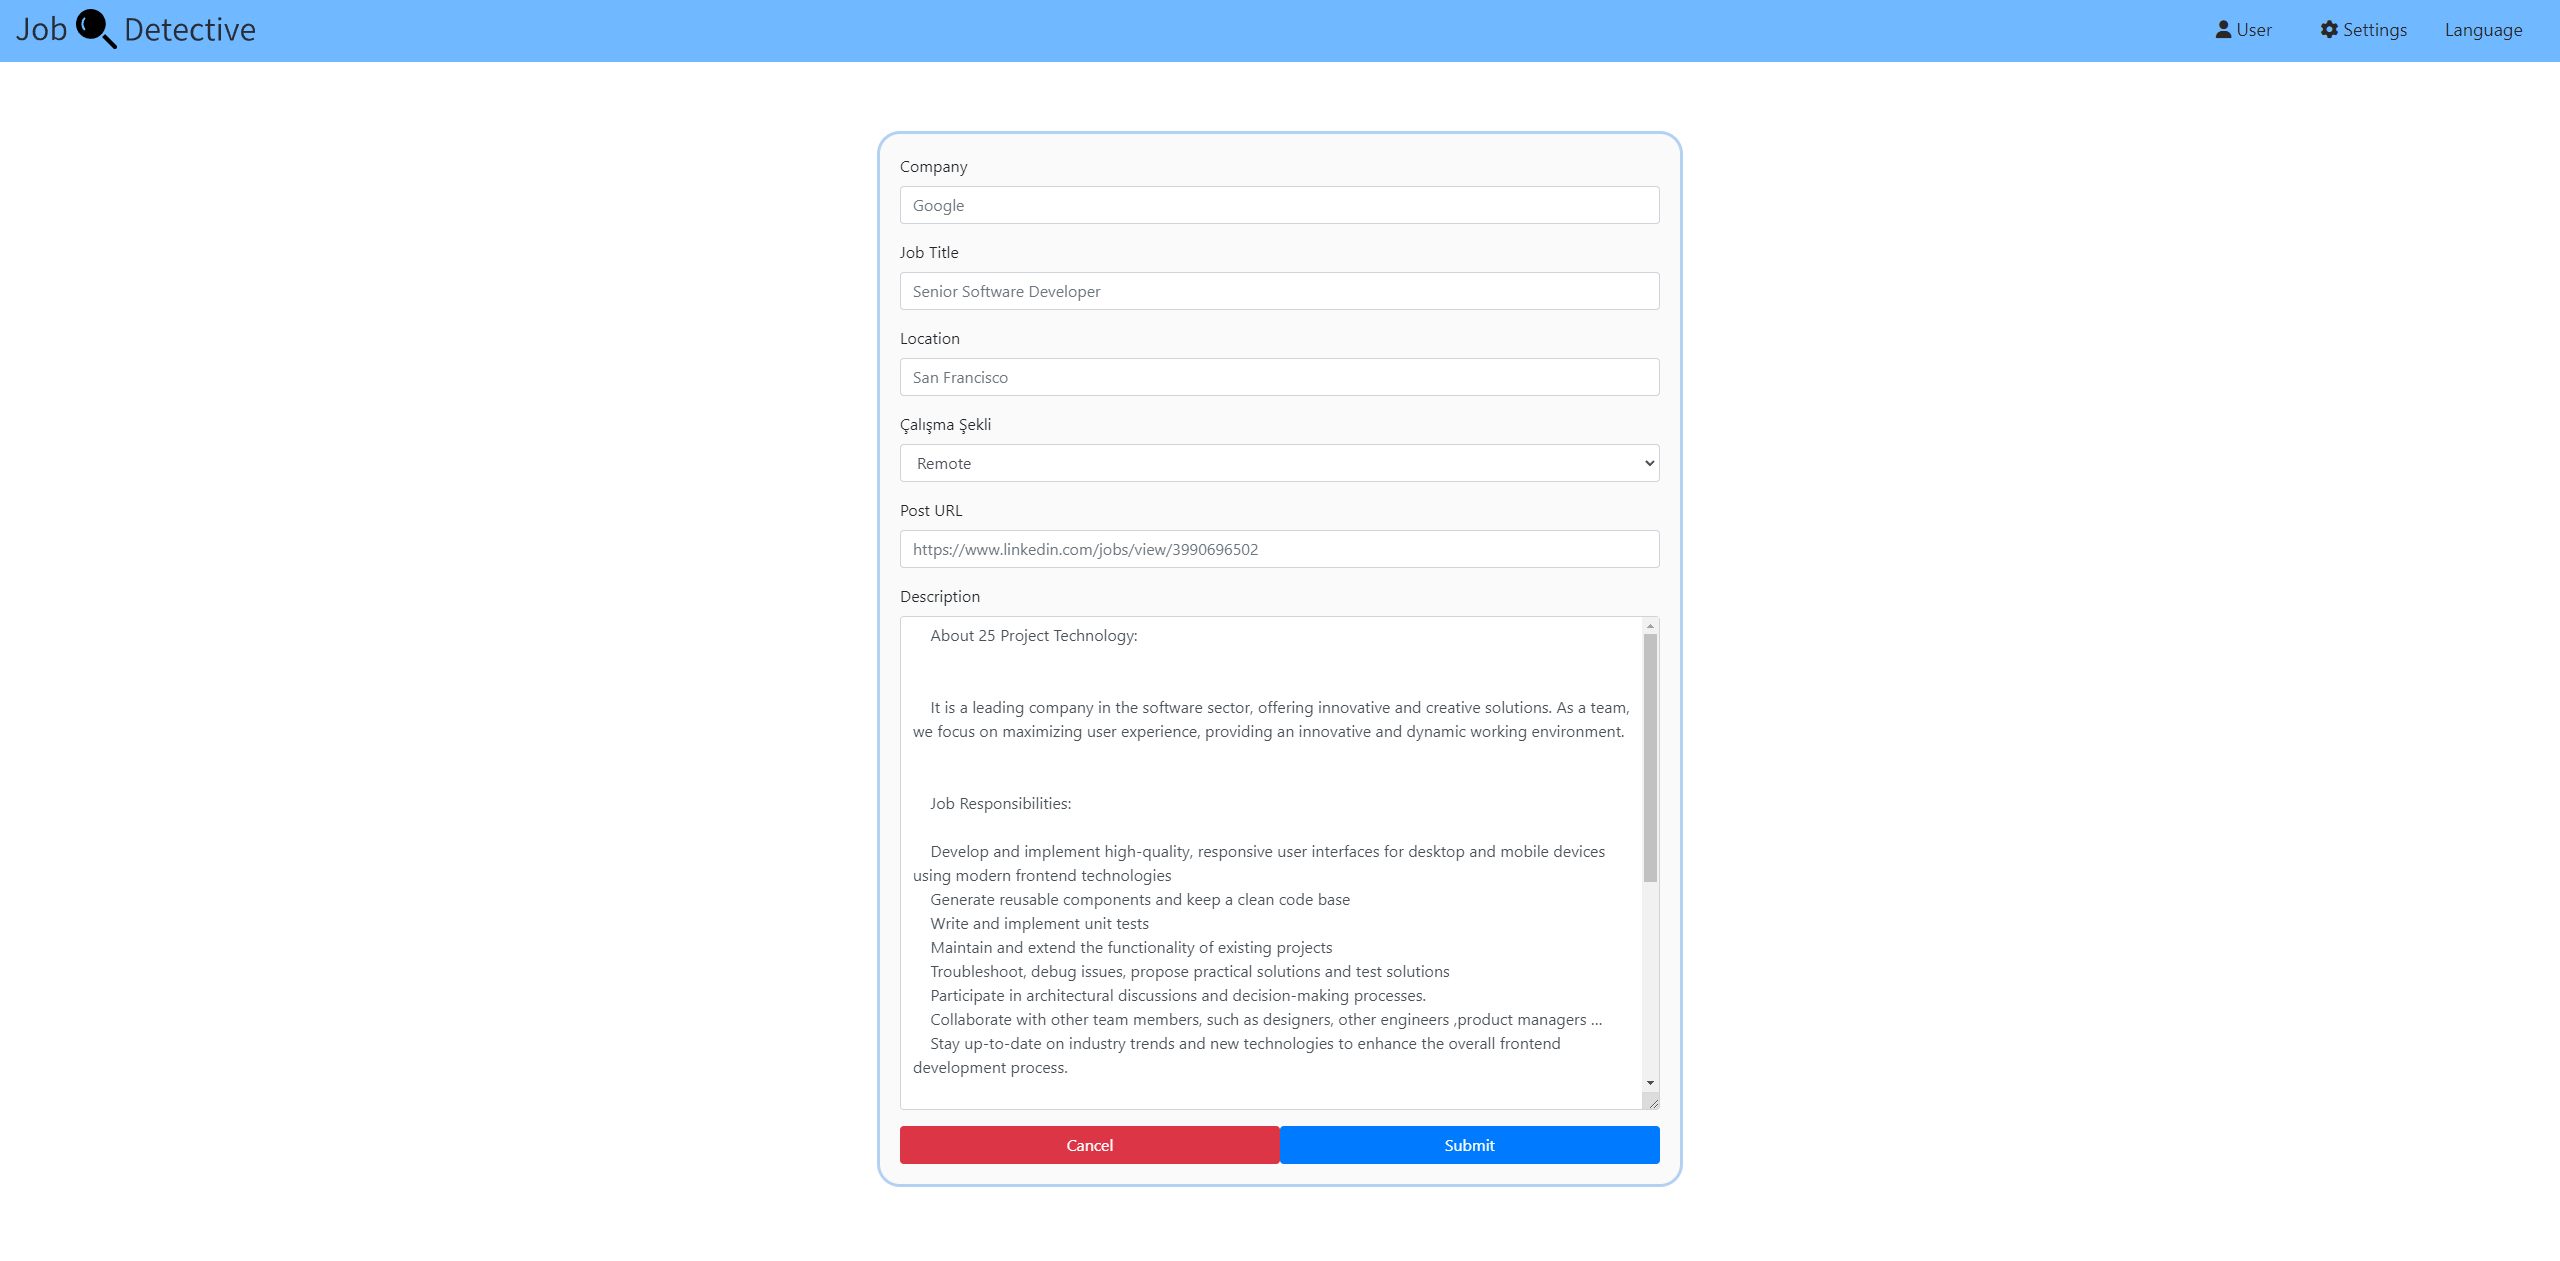 Job Detective
User Settings Language
Company
Google
Job Title
Senior Software Developer
Location
San Francisco
Çalışma Şekli
Remote
Post URL
https://www.linkedin.com/jobs/view/3990696502
Description
About 25 Project Technology:
It is a leading company in the software sector, offering innovative and creative solutions. As a team,
we focus on maximizing user experience, providing an innovative and dynamic working environment.
Job Responsibilities:
Develop and implement high-quality, responsive user interfaces for desktop and mobile devices
using modern frontend technologies
Generate reusable components and keep a clean code base
Write and implement unit tests
Maintain and extend the functionality of existing projects
Troubleshoot, debug issues, propose practical solutions and test solutions
Participate in architectural discussions and decision-making processes.
Collaborate with other team members, such as designers, other engineers ,product managers ...
Stay up-to-date on industry trends and new technologies to enhance the overall frontend
development process.
Cancel Submit